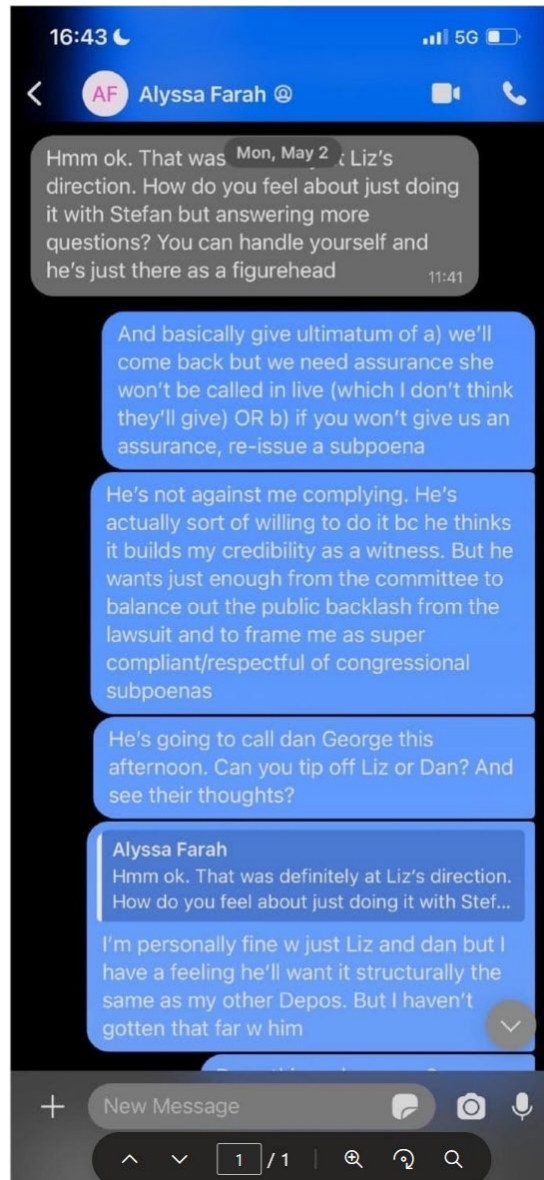 16:43
5G
AF Alyssa Farah @
Mon, May 2
Hmm ok. That was t Liz's
direction. How do you feel about just doing
it with Stefan but answering more
questions? You can handle yourself and
he's just there as a figurehead
11:41
And basically give ultimatum of a) we'll
come back but we need assurance she
won't be called in live (which I don't think
they'll give) OR b) if you won't give us an
assurance, re-issue a subpoena
He's not against me complying. He's
actually sort of willing to do it bc he thinks
it builds my credibility as a witness. But he
wants just enough from the committee to
balance out the public backlash from the
lawsuit and to frame me as super
compliant/respectful of congressional
subpoenas
He's going to call dan George this
afternoon. Can you tip off Liz or Dan? And
see their thoughts?
Alyssa Farah
Hmm ok. That was definitely at Liz's direction.
How do you feel about just doing it with Stef...
I'm personally fine w just Liz and dan but I
have a feeling he'll want it structurally the
same as my other Depos. But I haven't
gotten that far w him
New Message
1 / 1